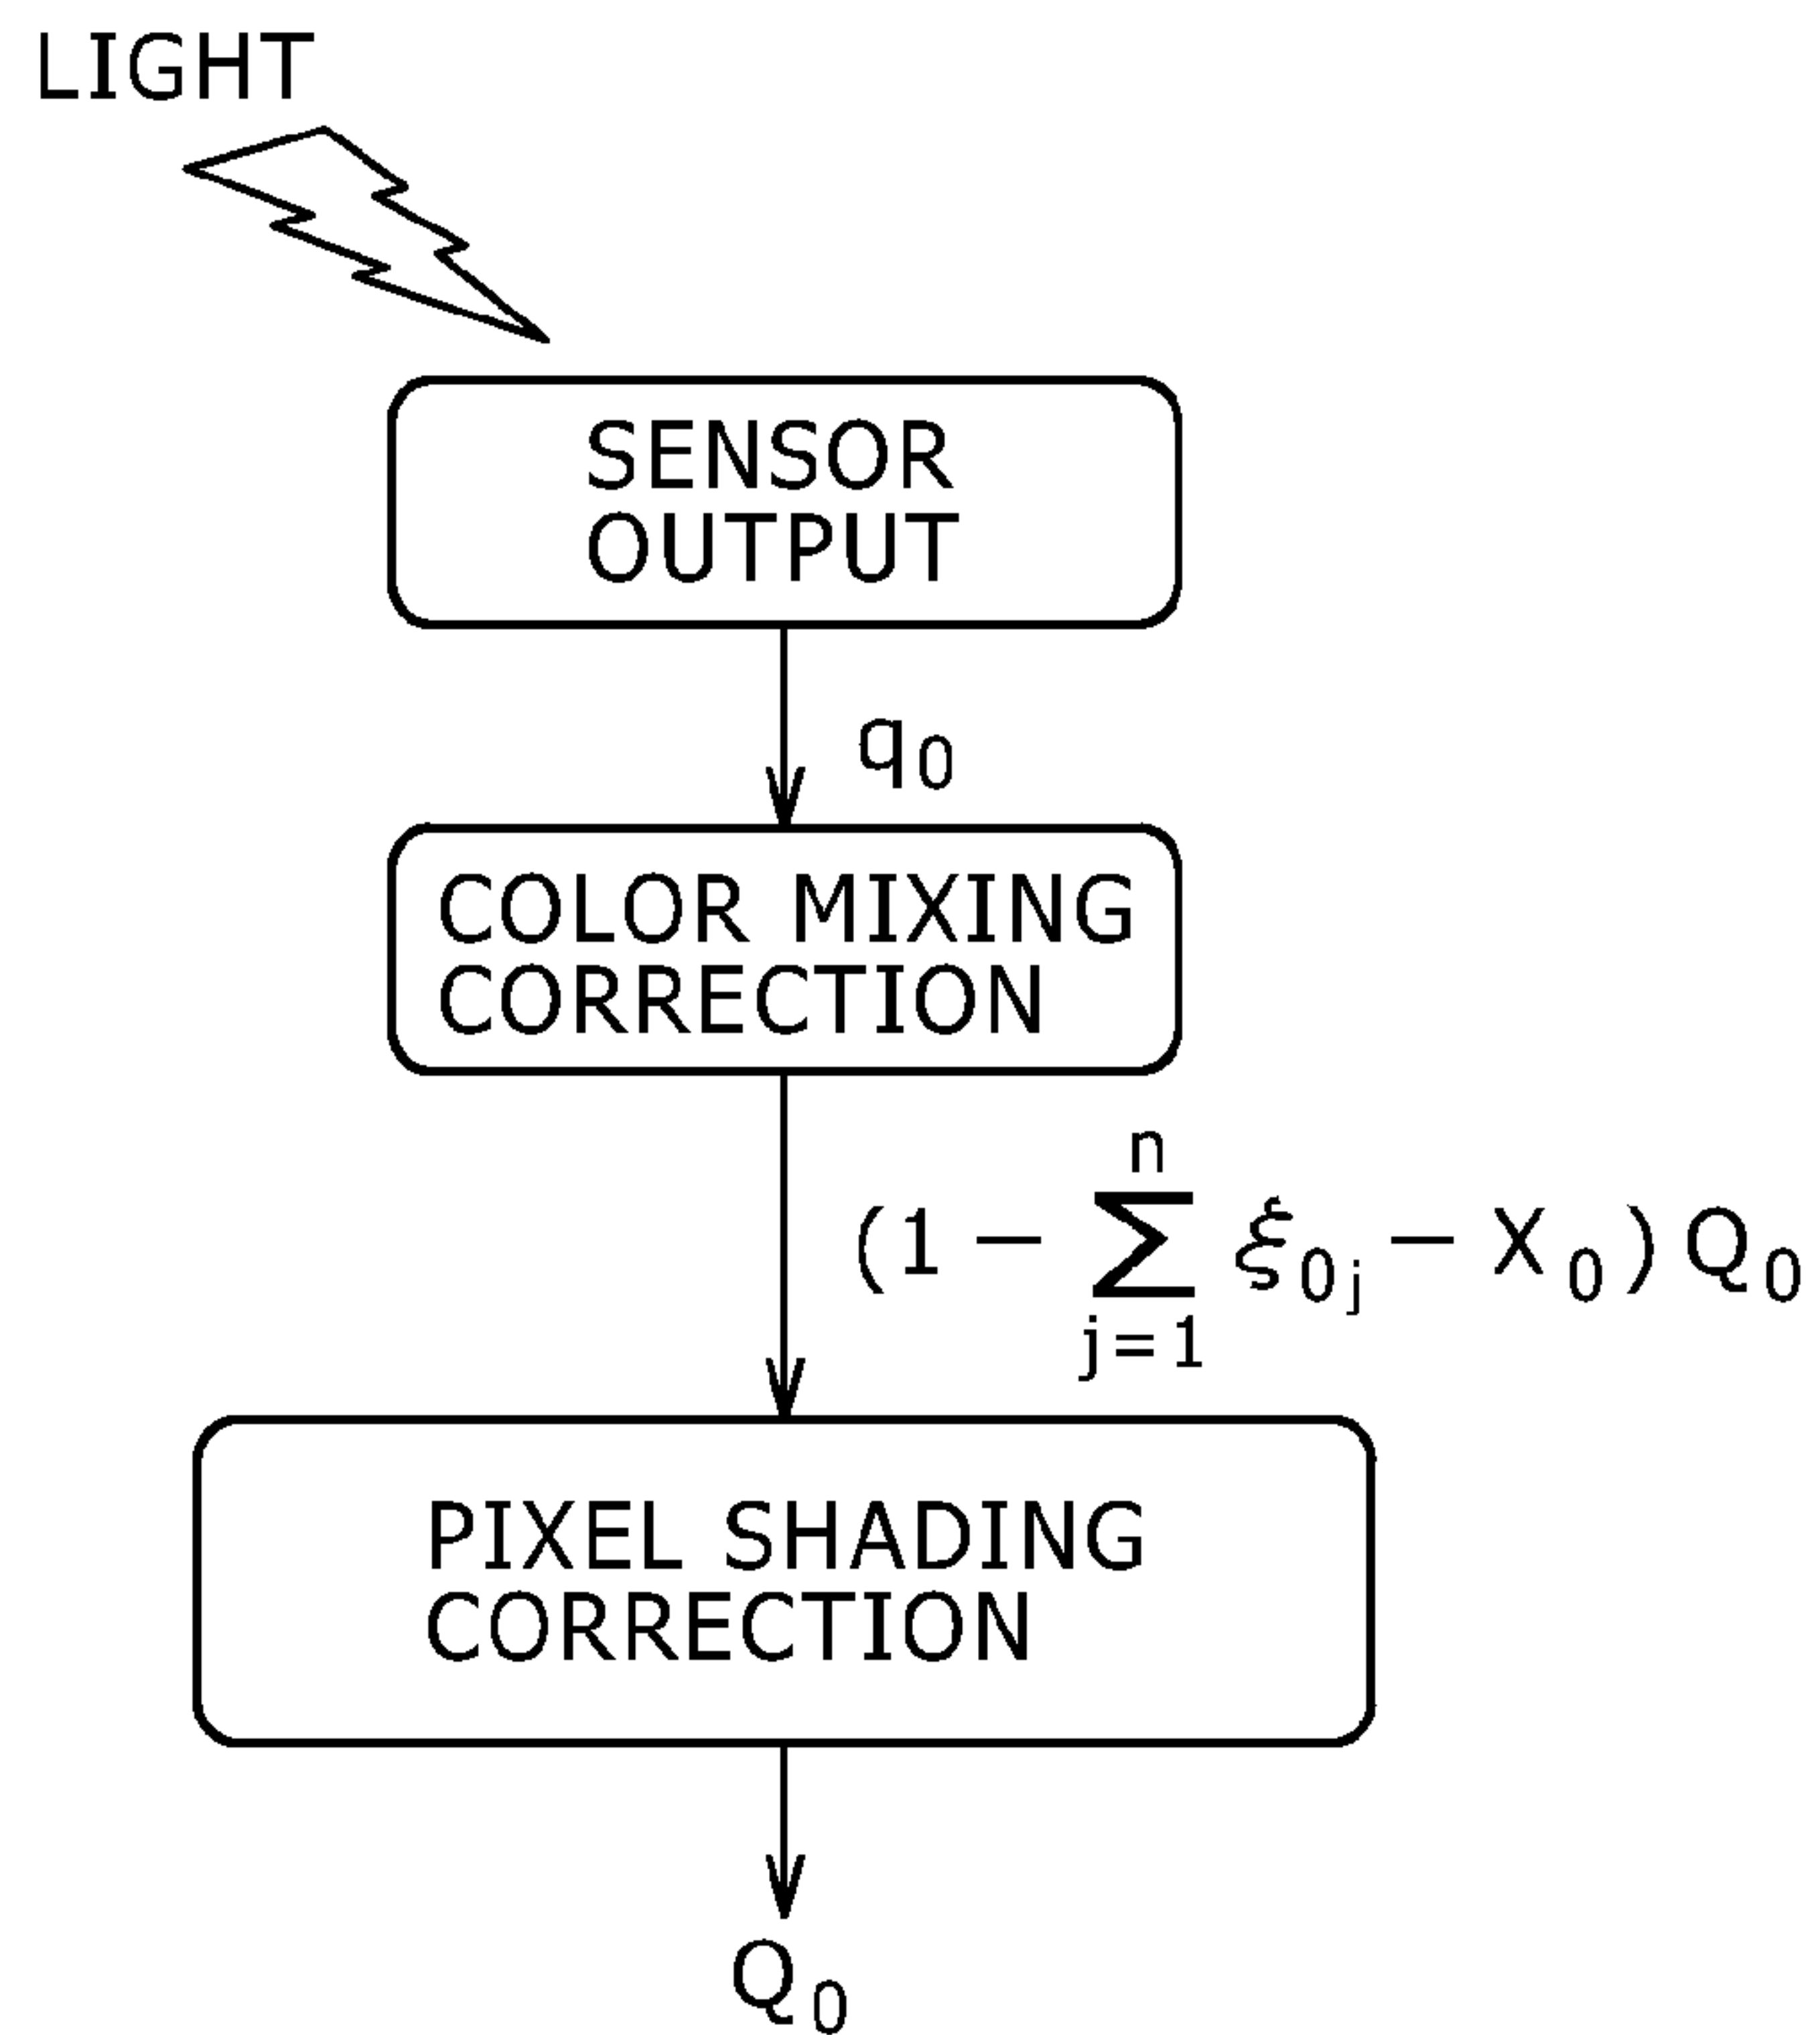 LIGHT
SENSOR
OUTPUT
q₀
COLOR MIXING
CORRECTION
n
(1 − ∑ ξ₀ⱼ − X₀) Q₀
j=1
PIXEL SHADING
CORRECTION
Q₀